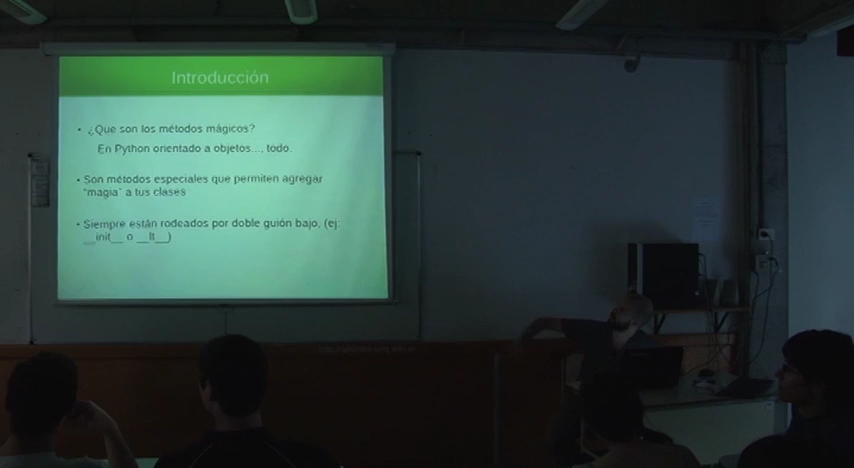 Introducción
• ¿Que son los métodos mágicos?
En Python orientado a objetos..., todo.
• Son métodos especiales que permiten agregar
"magia" a tus clases
• Siempre están rodeados por doble guión bajo, (ej:
__init__ o __lt__)